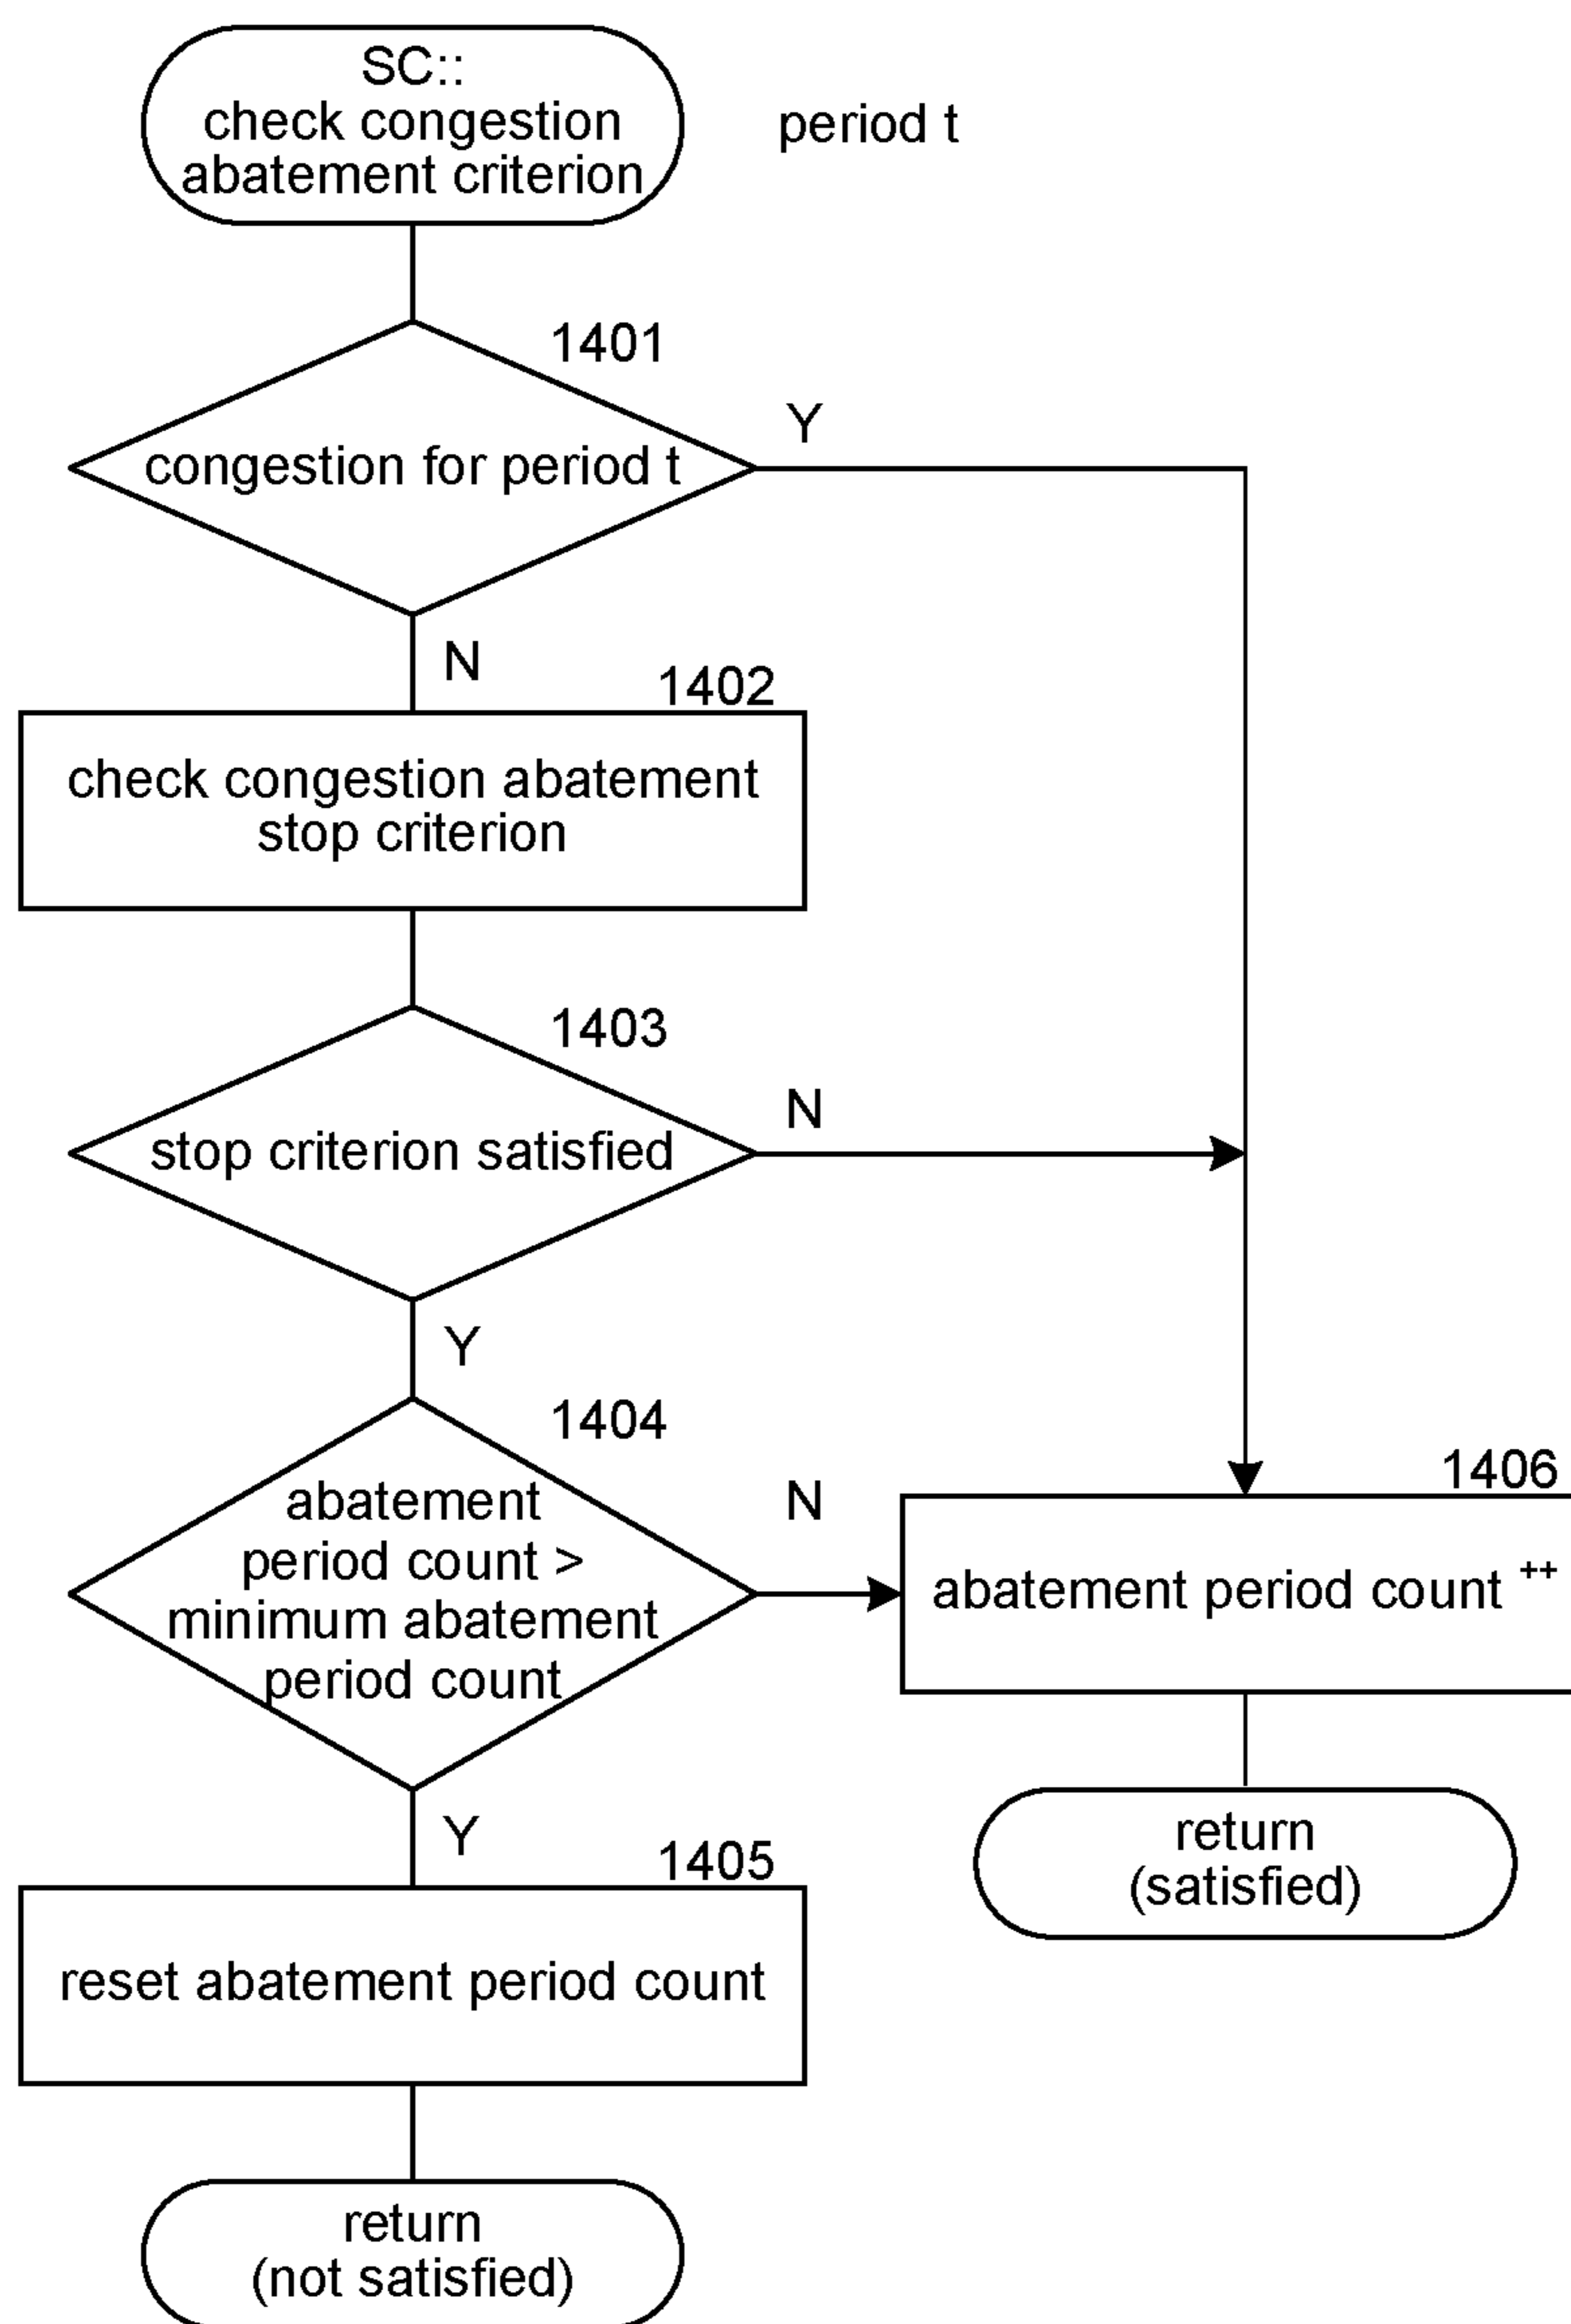 SC::
check congestion
abatement criterion
period t
1401
congestion for period t
Y
N
1402
check congestion abatement
stop criterion
1403
stop criterion satisfied
N
Y
1404
abatement
period count >
minimum abatement
period count
N
Y
1406
abatement period count ++
return
(satisfied)
1405
reset abatement period count
return
(not satisfied)